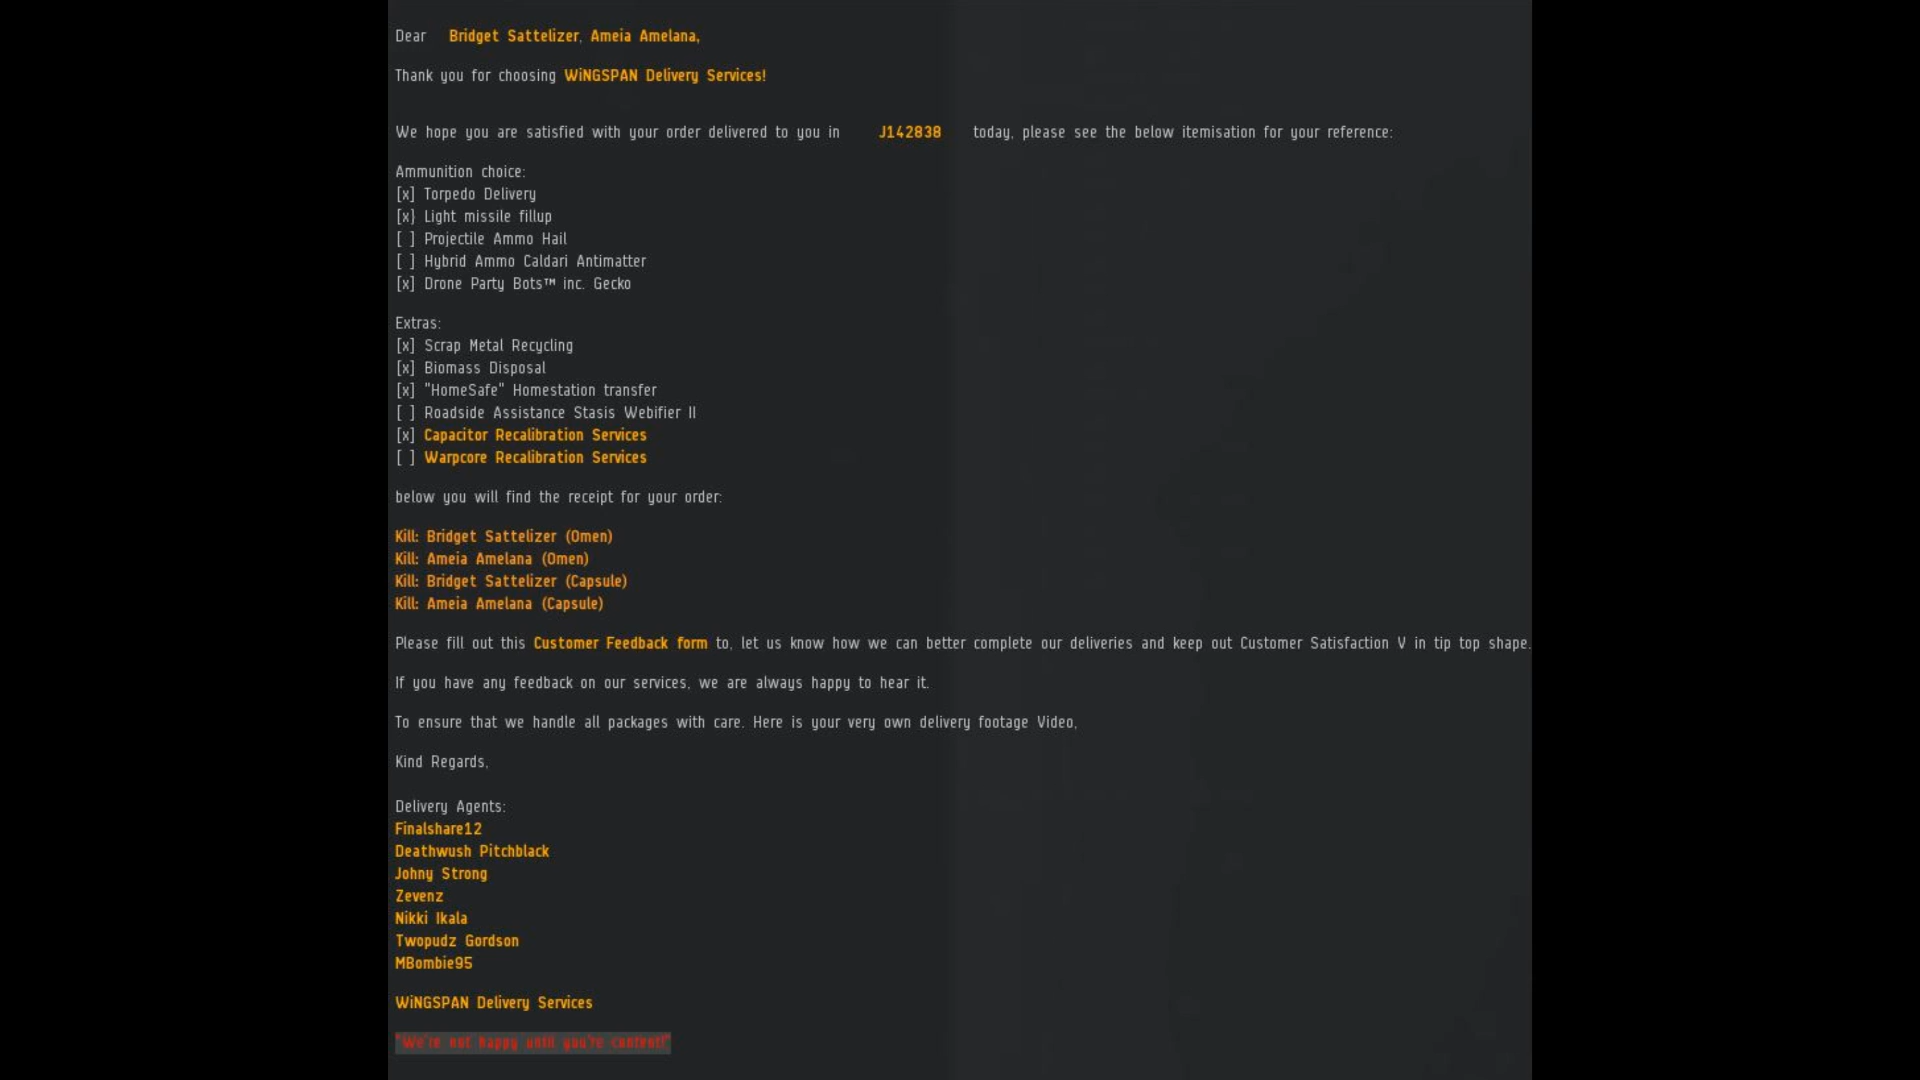 Dear Bridget Sattelizer, Ameia Amelana,
Thank you for choosing WiNGSPAN Delivery Services!
We hope you are satisfied with your order delivered to you in J142838 today, please see the below itemisation for your reference:
Ammunition choice:
[x] Torpedo Delivery
[x} Light missile fillup
[ ] Projectile Ammo Hail
[ ] Hybrid Ammo Caldari Antimatter
[x] Drone Party Bots™ inc. Gecko
Extras:
[x] Scrap Metal Recycling
[x] Biomass Disposal
[x] "HomeSafe" Homestation transfer
[ ] Roadside Assistance Stasis Webifier II
[x] Capacitor Recalibration Services
[ ] Warpcore Recalibration Services
below you will find the receipt for your order:
Kill: Bridget Sattelizer (Omen)
Kill: Ameia Amelana (Omen)
Kill: Bridget Sattelizer (Capsule)
Kill: Ameia Amelana (Capsule)
Please fill out this Customer Feedback form to, let us know how we can better complete our deliveries and keep out Customer Satisfaction V in tip top shape.
If you have any feedback on our services, we are always happy to hear it.
To ensure that we handle all packages with care. Here is your very own delivery footage Video,
Kind Regards,
Delivery Agents:
Finalshare12
Deathwush Pitchblack
Johny Strong
Zevenz
Nikki Ikala
Twopudz Gordson
MBombie95
WiNGSPAN Delivery Services
"We're not happy until you're content!"